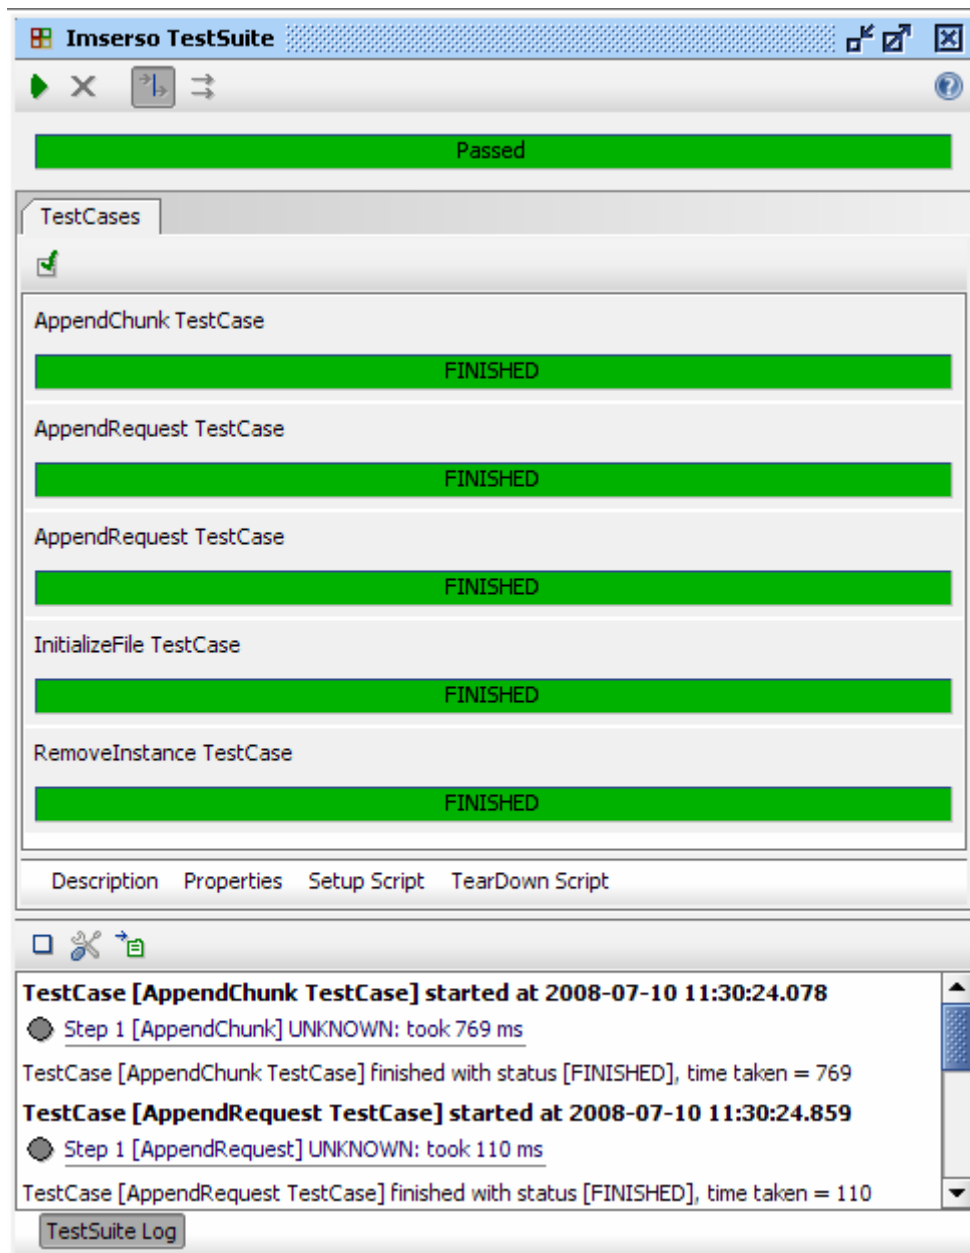 Imserso TestSuite
Passed
TestCases
AppendChunk TestCase
FINISHED
AppendRequest TestCase
FINISHED
AppendRequest TestCase
FINISHED
InitializeFile TestCase
FINISHED
RemoveInstance TestCase
FINISHED
Description Properties Setup Script TearDown Script
TestCase [AppendChunk TestCase] started at 2008-07-10 11:30:24.078
Step 1 [AppendChunk] UNKNOWN: took 769 ms
TestCase [AppendChunk TestCase] finished with status [FINISHED], time taken = 769
TestCase [AppendRequest TestCase] started at 2008-07-10 11:30:24.859
Step 1 [AppendRequest] UNKNOWN: took 110 ms
TestCase [AppendRequest TestCase] finished with status [FINISHED], time taken = 110
TestSuite Log